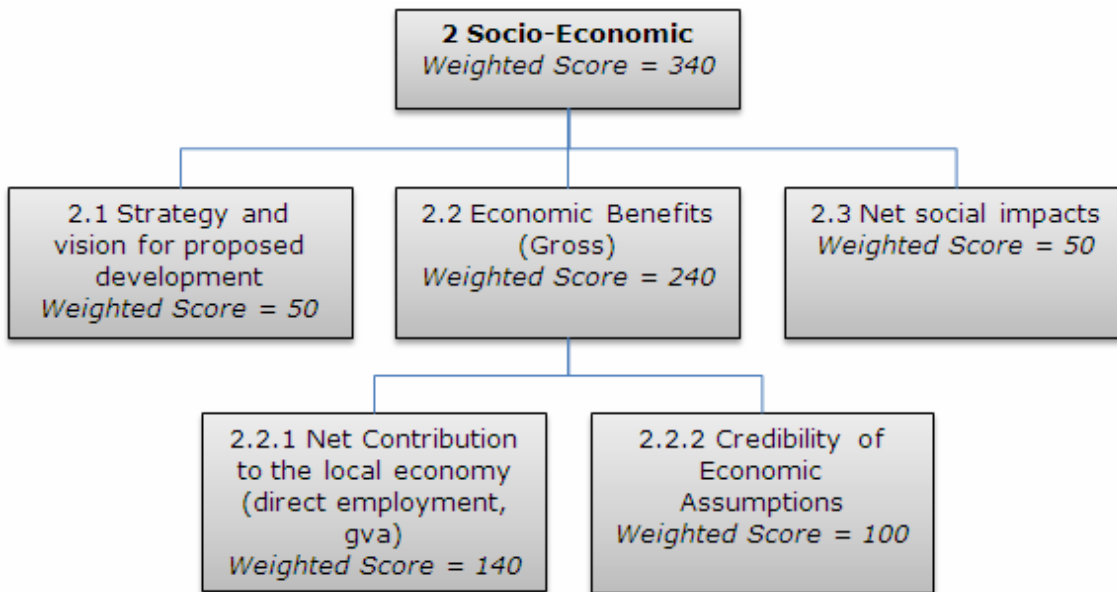 2 Socio-Economic
Weighted Score = 340
2.1 Strategy and
vision for proposed
development
Weighted Score = 50
2.2 Economic Benefits
(Gross)
Weighted Score = 240
2.3 Net social impacts
Weighted Score = 50
2.2.1 Net Contribution
to the local economy
(direct employment,
gva)
Weighted Score = 140
2.2.2 Credibility of
Economic
Assumptions
Weighted Score = 100